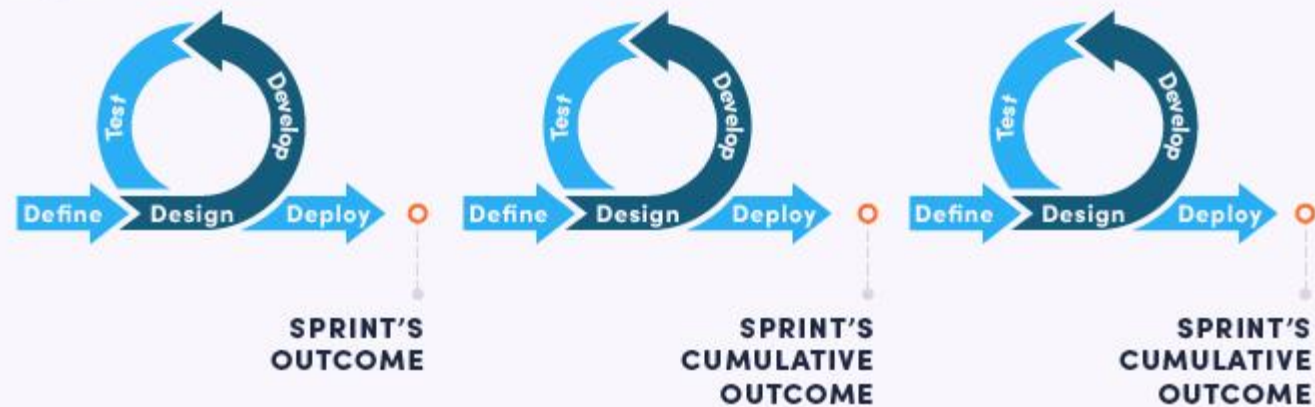 Test
Develop
Define
Design
Deploy
SPRINT'S
OUTCOME
Test
Develop
Define
Design
Deploy
SPRINT'S
CUMULATIVE
OUTCOME
Test
Develop
Define
Design
Deploy
SPRINT'S
CUMULATIVE
OUTCOME